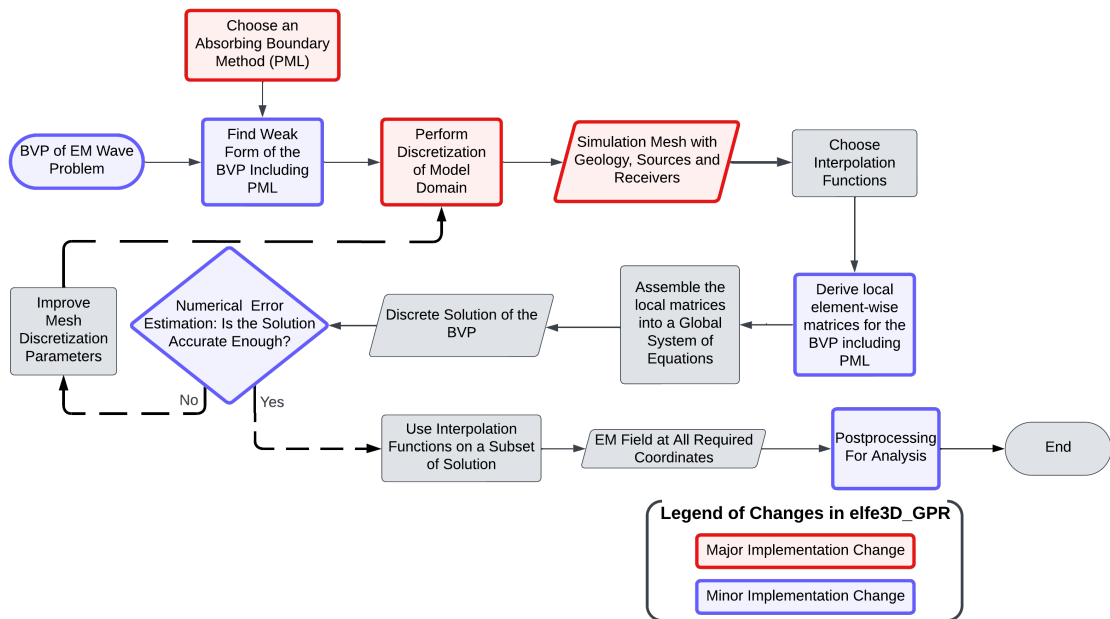 Choose an
Absorbing Boundary
Method (PML)
BVP of EM Wave
Problem
Find Weak
Form of the
BVP Including
PML
Perform
Discretization
of Model
Domain
Simulation Mesh with
Geology, Sources and
Receivers
Choose
Interpolation
Functions
Improve
Mesh
Discretization
Parameters
Numerical Error
Estimation: Is the Solution
Accurate Enough?
Discrete Solution of the
BVP
Assemble the
local matrices
into a Global
System of
Equations
Derive local
element-wise
matrices for the
BVP including
PML
No
Yes
Use Interpolation
Functions on a Subset
of Solution
EM Field at All Required
Coordinates
Postprocessing
For Analysis
End
Legend of Changes in elfe3D_GPR
Major Implementation Change
Minor Implementation Change